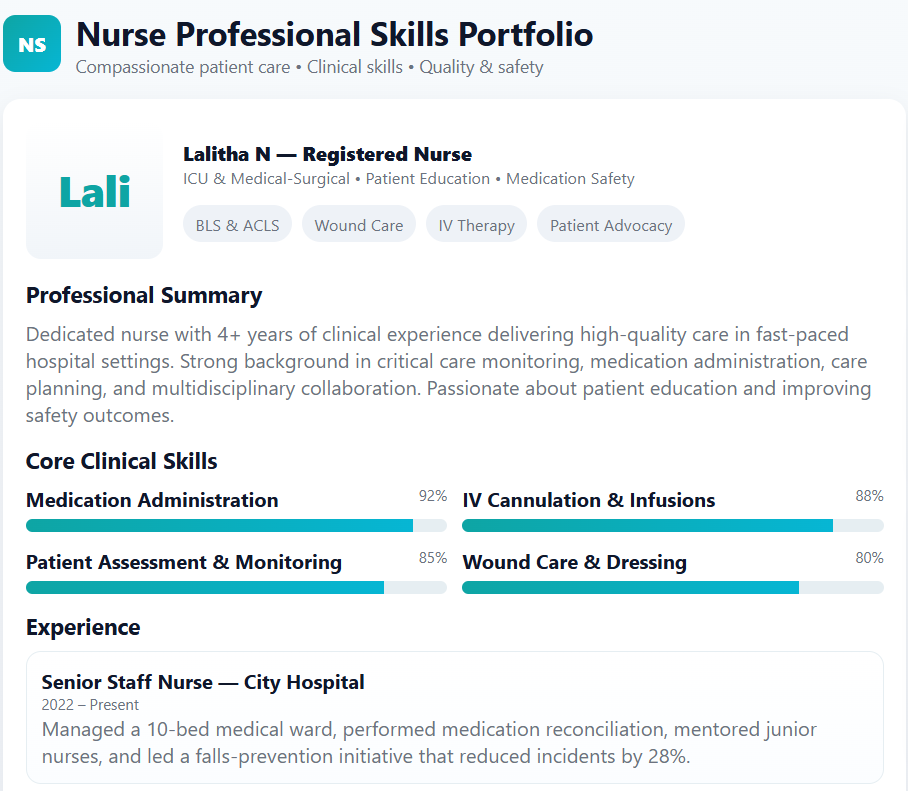 NS
Nurse Professional Skills Portfolio
Compassionate patient care • Clinical skills • Quality & safety
Lali
Lalitha N — Registered Nurse
ICU & Medical-Surgical • Patient Education • Medication Safety
BLS & ACLS
Wound Care
IV Therapy
Patient Advocacy
Professional Summary
Dedicated nurse with 4+ years of clinical experience delivering high-quality care in fast-paced
hospital settings. Strong background in critical care monitoring, medication administration, care
planning, and multidisciplinary collaboration. Passionate about patient education and improving
safety outcomes.
Core Clinical Skills
Medication Administration 92%
IV Cannulation & Infusions 88%
Patient Assessment & Monitoring 85%
Wound Care & Dressing 80%
Experience
Senior Staff Nurse — City Hospital
2022 – Present
Managed a 10-bed medical ward, performed medication reconciliation, mentored junior
nurses, and led a falls-prevention initiative that reduced incidents by 28%.